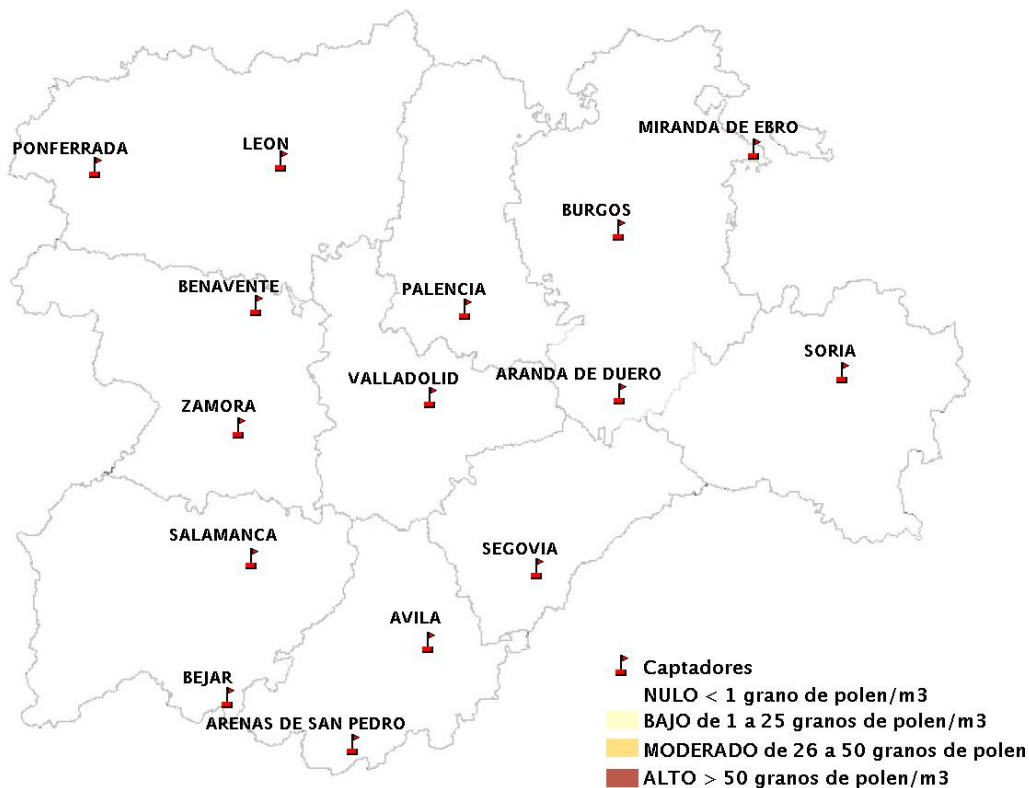 MIRANDA DE EBRO
PONFERRADA
LEON
BURGOS
BENAVENTE
PALENCIA
SORIA
VALLADOLID
ARANDA DE DUERO
ZAMORA
SALAMANCA
SEGOVIA
AVILA
BEJAR
ARENAS DE SAN PEDRO
Captadores
NULO < 1 grano de polen/m3
BAJO de 1 a 25 granos de polen/m3
MODERADO de 26 a 50 granos de polen
ALTO > 50 granos de polen/m3